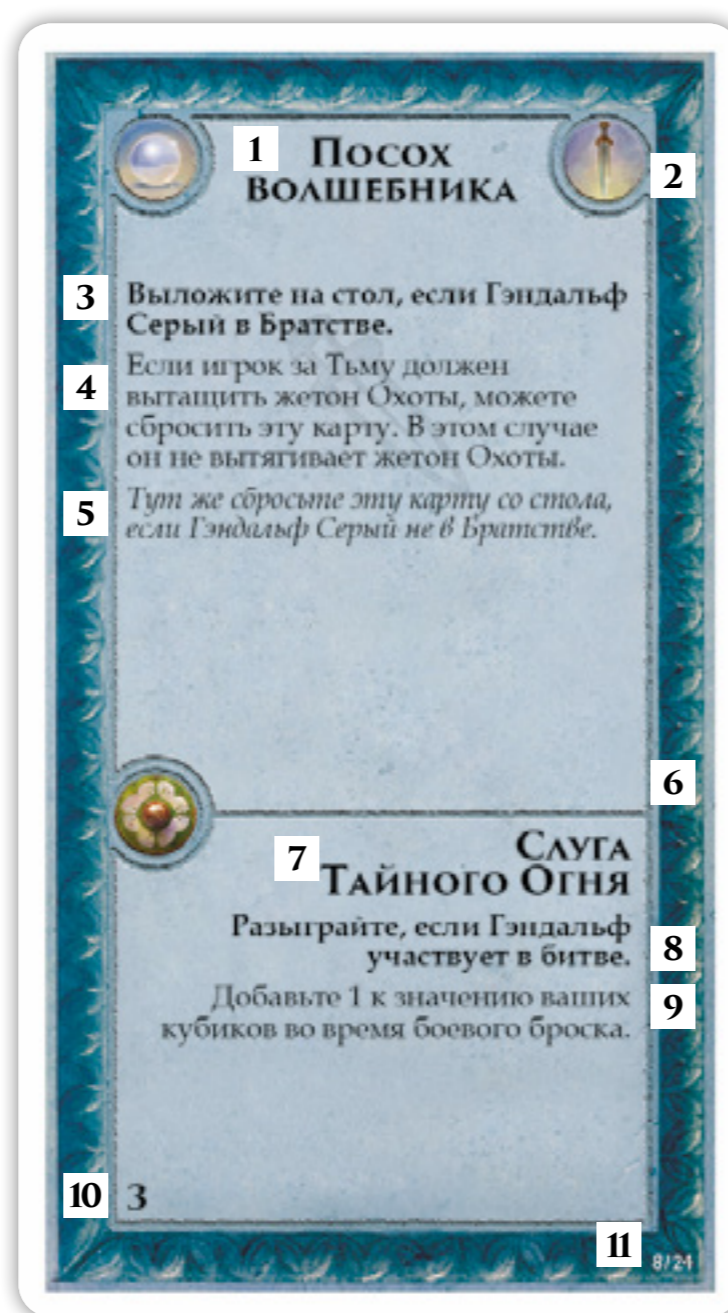 1 Посох
Волшебника
2
3 Выложите на стол, если Гэндальф
Серый в Братстве.
4 Если игрок за Тьму должен
вытащить жетон Охоты, можете
сбросить эту карту. В этом случае
он не вытягивает жетон Охоты.
5 Тут же сбросьте эту карту со стола,
если Гэндальф Серый не в Братстве.
6
7 Слуга
Тайного Огня
Разыграйте, если Гэндальф
участвует в битве. 8
Добавьте 1 к значению ваших 9
кубиков во время боевого броска.
10 3
11 8/24